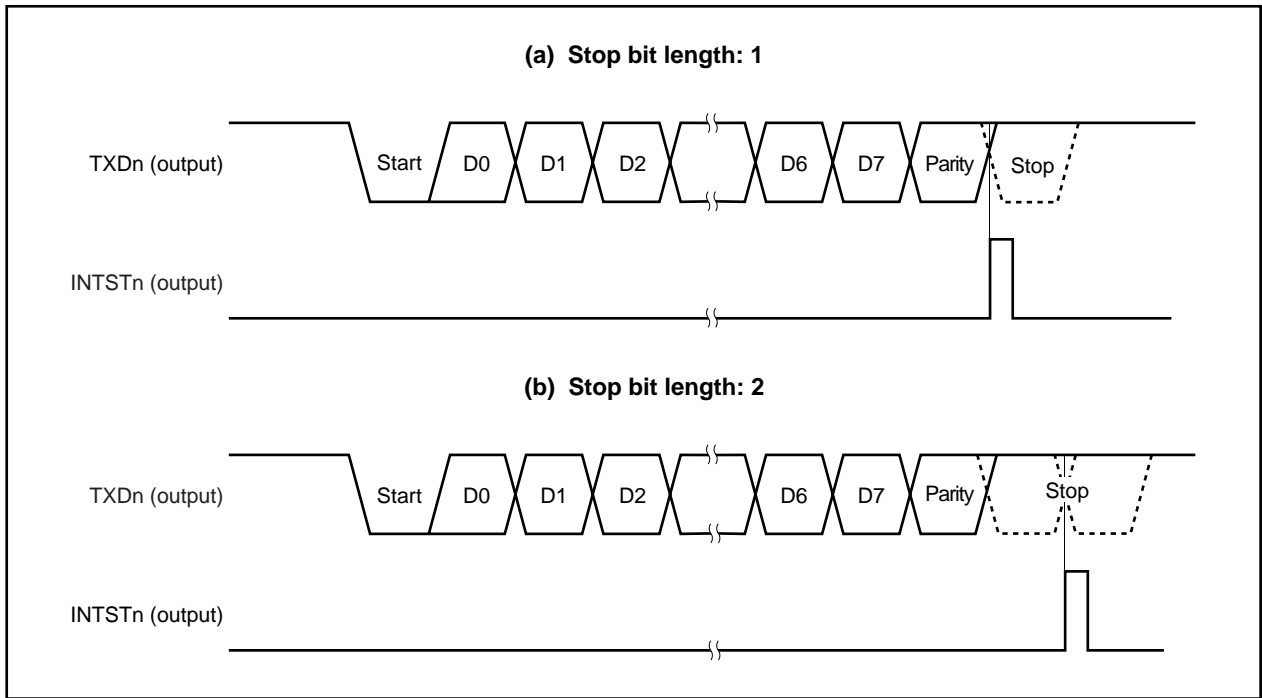 (a) Stop bit length: 1
TXDn (output)
Start D0 D1 D2 D6 D7 Parity Stop
INTSTn (output)
(b) Stop bit length: 2
TXDn (output)
Start D0 D1 D2 D6 D7 Parity Stop
INTSTn (output)